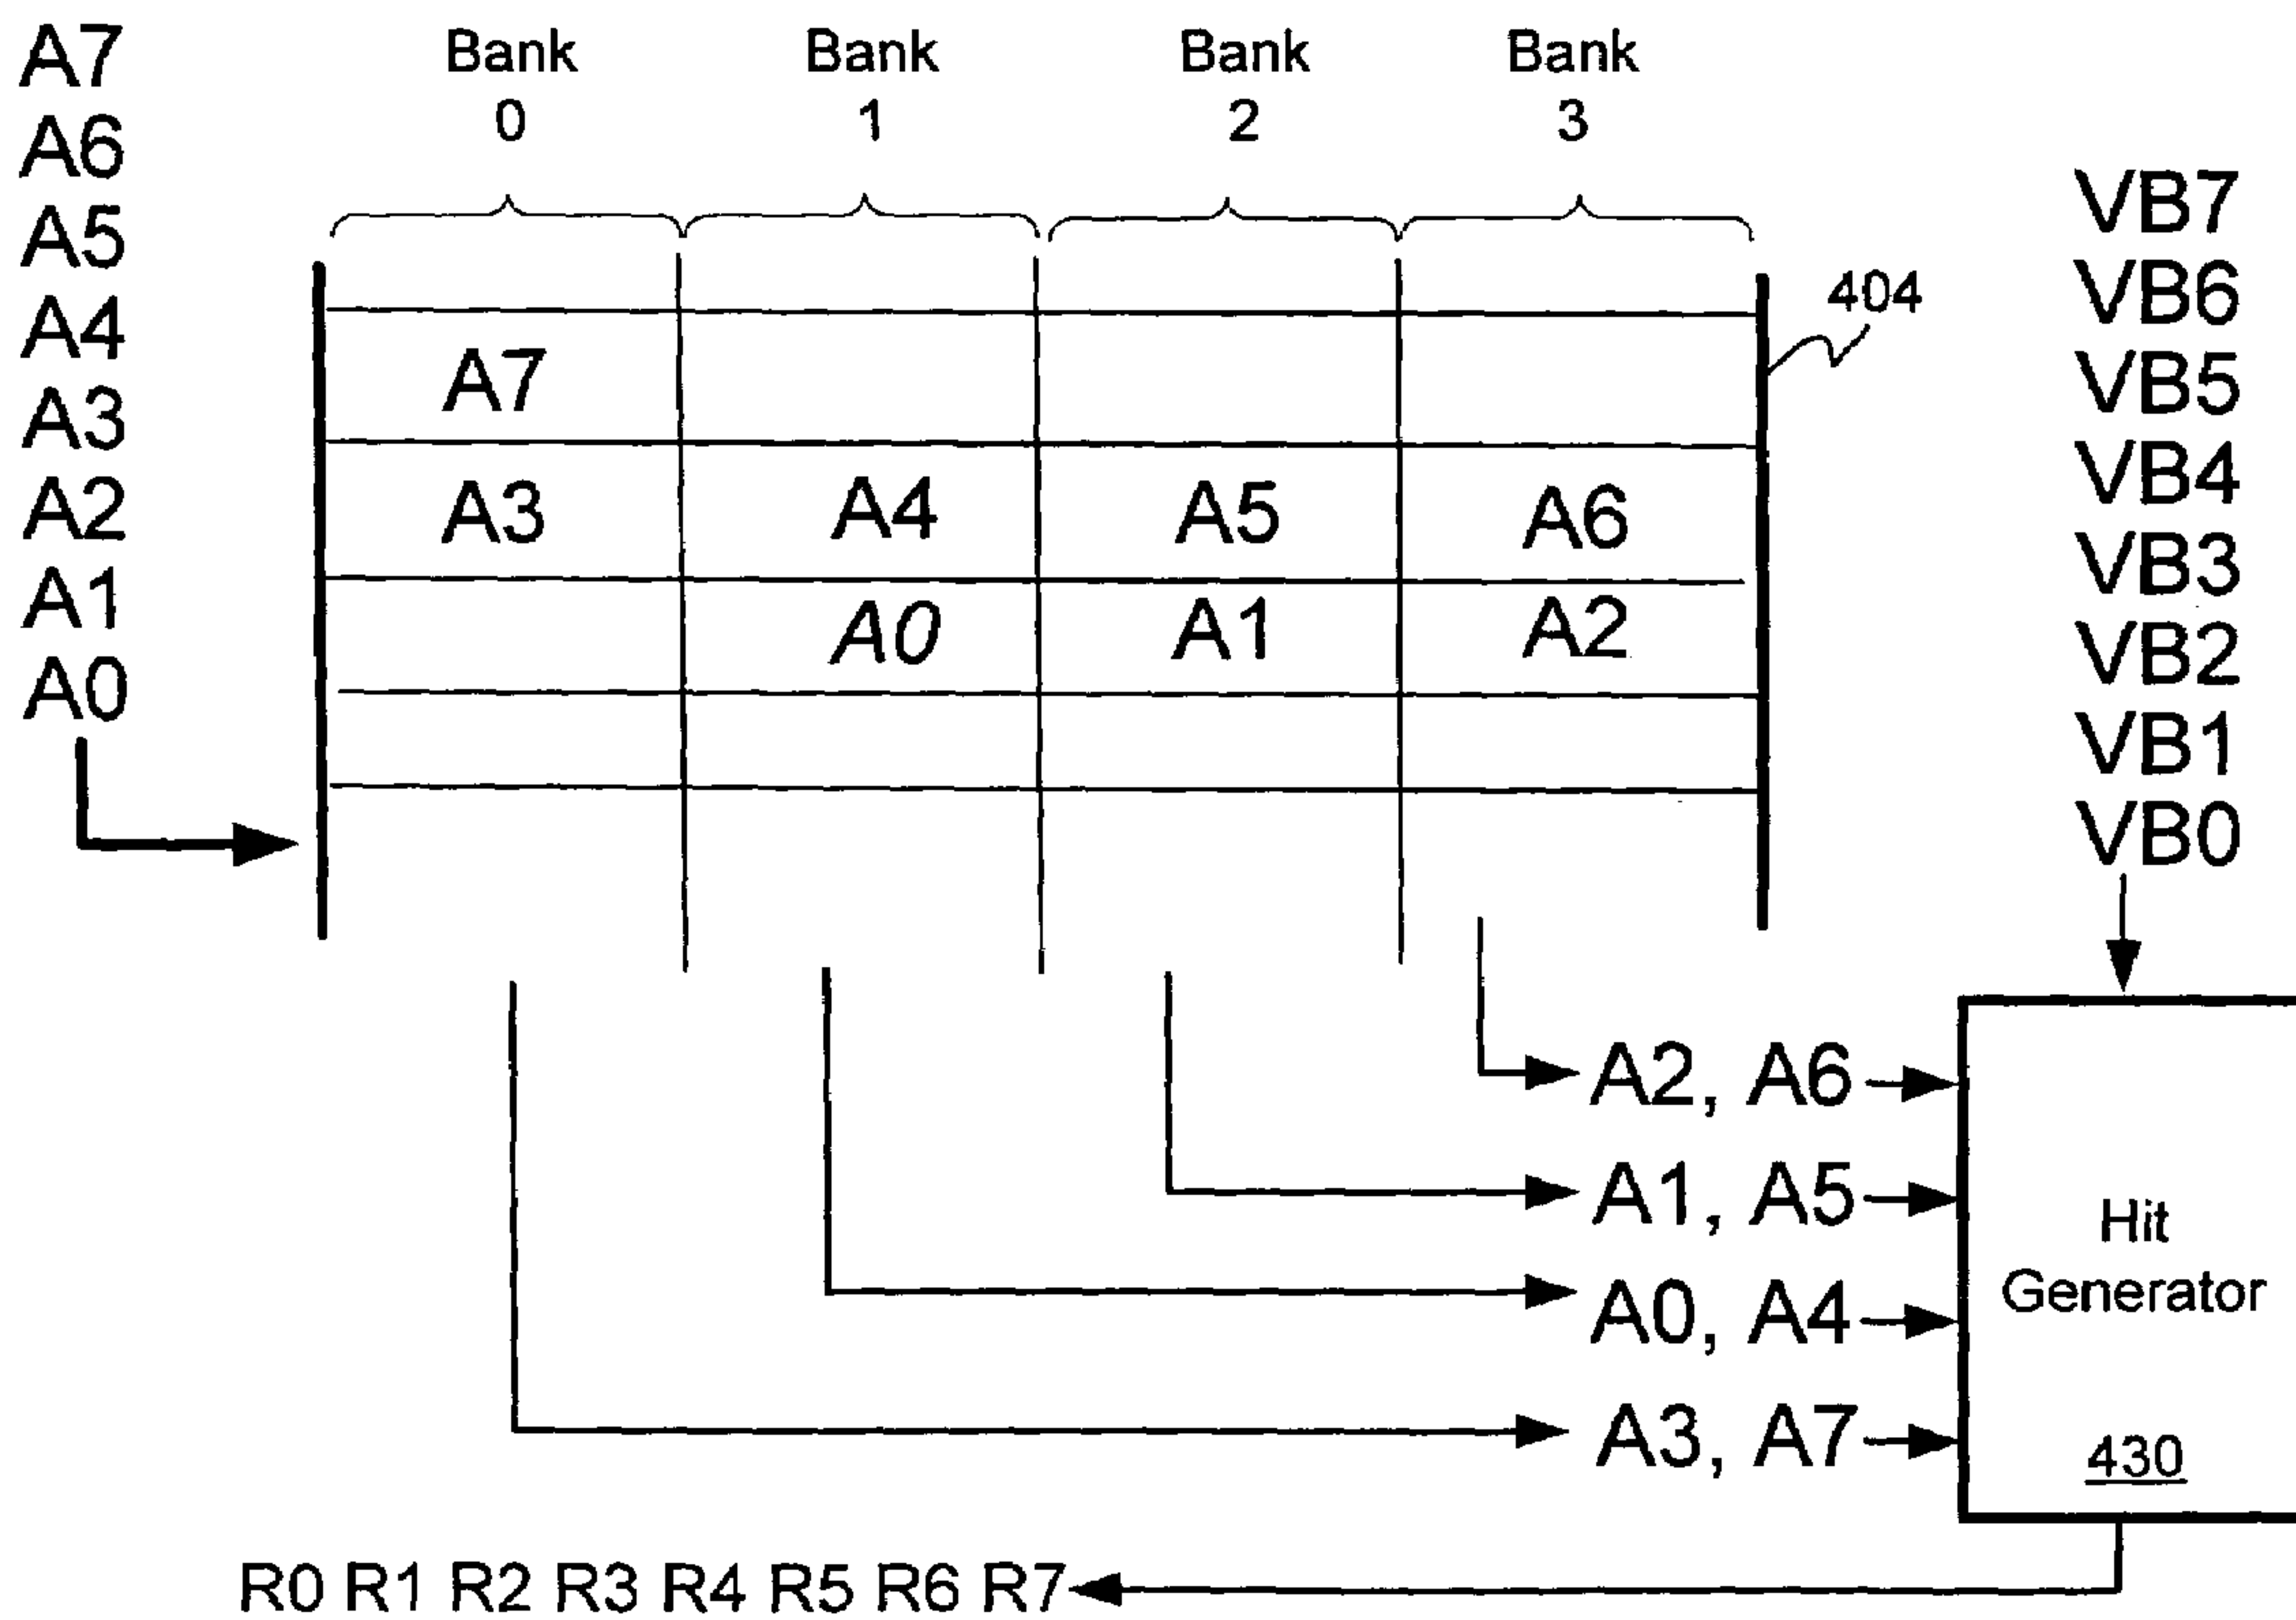 A7
A6
A5
A4
A3
A2
A1
A0
Bank 0
Bank 1
Bank 2
Bank 3
404
A7
A3 A4 A5 A6
A0 A1 A2
VB7
VB6
VB5
VB4
VB3
VB2
VB1
VB0
A2, A6
A1, A5
A0, A4
A3, A7
Hit
Generator
430
R0 R1 R2 R3 R4 R5 R6 R7